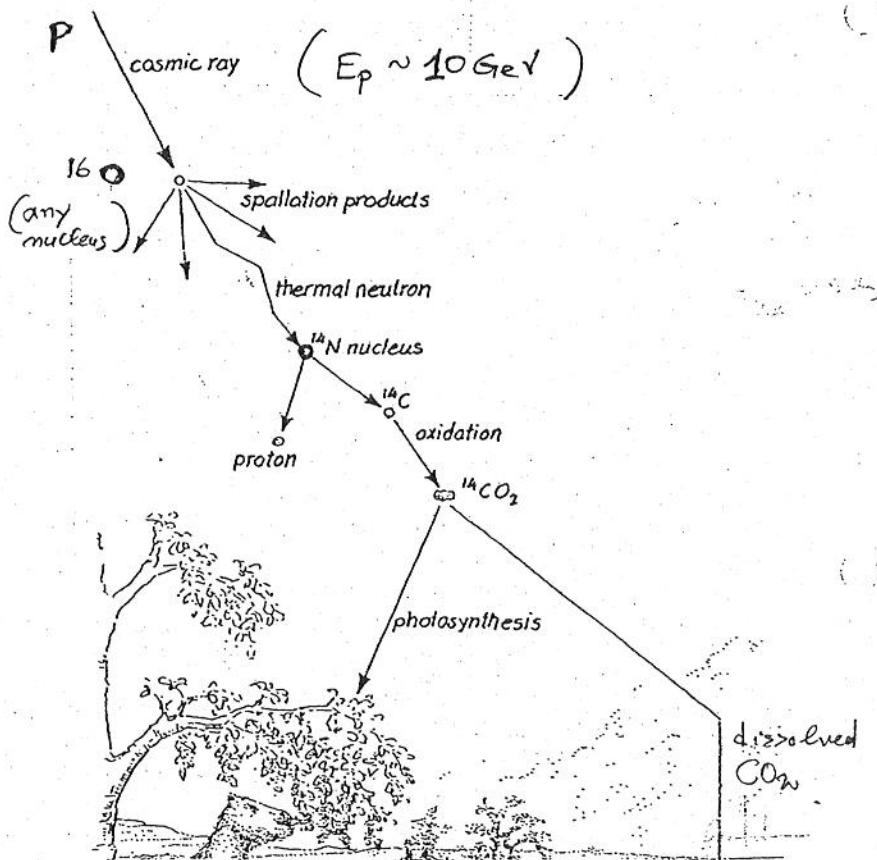 P
cosmic ray
(Ep ~ 10 GeV)
16
(any
nucleus)
spallation products
thermal neutron
¹⁴N nucleus
¹⁴C
oxidation
proton
¹⁴CO₂
photosynthesis
dissolved
CO₂